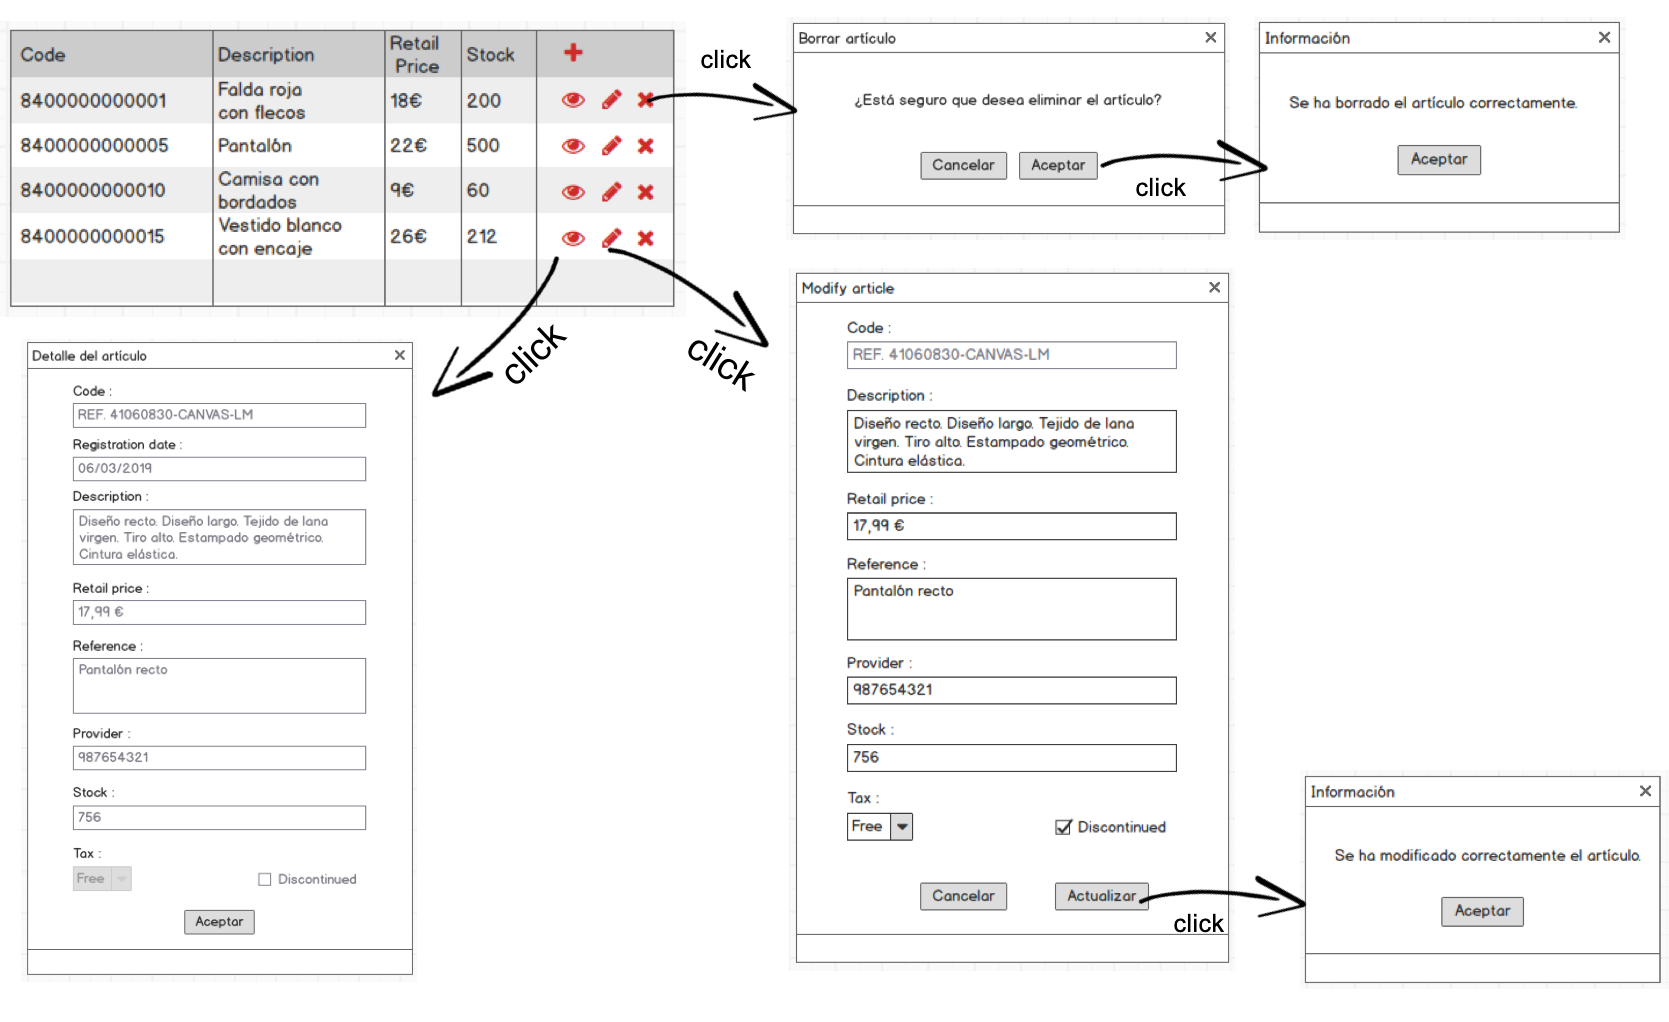 Code Description Retail Price Stock
8400000000001 Falda roja con flecos 18€ 200
8400000000005 Pantalón 22€ 500
8400000000010 Camisa con bordados 9€ 60
8400000000015 Vestido blanco con encaje 26€ 212
click
Borrar artículo
¿Está seguro que desea eliminar el artículo?
Cancelar Aceptar
click
Información
Se ha borrado el artículo correctamente.
Aceptar
click
Detalle del artículo
Code :
REF. 41060830-CANVAS-LM
Registration date :
06/03/2019
Description :
Diseño recto. Diseño largo. Tejido de lana
virgen. Tiro alto. Estampado geométrico.
Cintura elástica.
Retail price :
17,99 €
Reference :
Pantalón recto
Provider :
987654321
Stock :
756
Tax :
Free Discontinued
Aceptar
click
Modify article
Code :
REF. 41060830-CANVAS-LM
Description :
Diseño recto. Diseño largo. Tejido de lana
virgen. Tiro alto. Estampado geométrico.
Cintura elástica.
Retail price :
17,99 €
Reference :
Pantalón recto
Provider :
987654321
Stock :
756
Tax :
Free Discontinued
Cancelar Actualizar
click
Información
Se ha modificado correctamente el artículo.
Aceptar